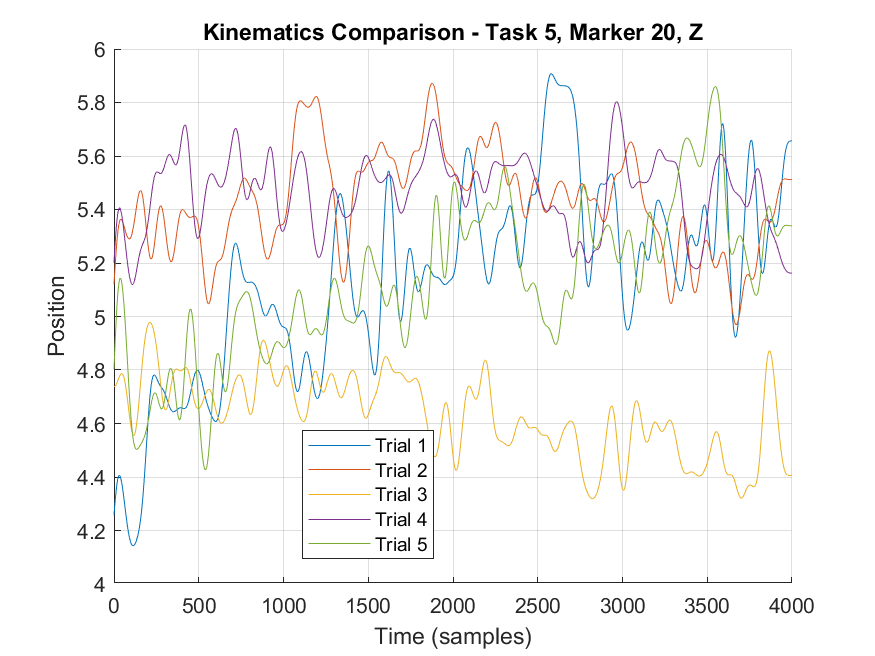 Kinematics Comparison - Task 5, Marker 20, Z
6
5.8
5.6
5.4
5.2
5
4.8
4.6
4.4
4.2
4
Position
Trial 1
Trial 2
Trial 3
Trial 4
Trial 5
0 500 1000 1500 2000 2500 3000 3500 4000
Time (samples)